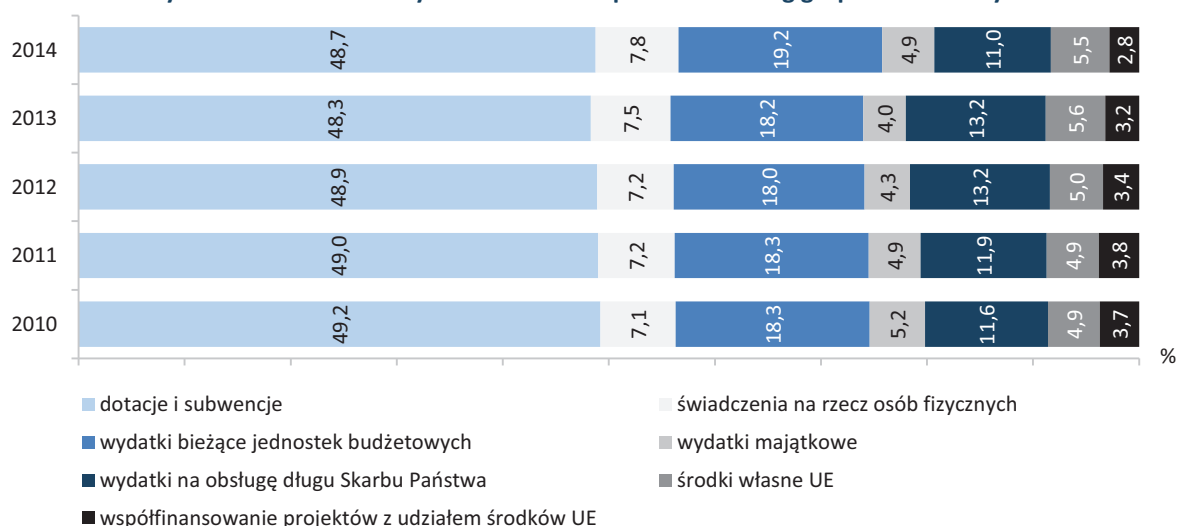 2014 48,7 7,8 19,2 4,9 11,0 5,5 2,8
2013 48,3 7,5 18,2 4,0 13,2 5,6 3,2
2012 48,9 7,2 18,0 4,3 13,2 5,0 3,4
2011 49,0 7,2 18,3 4,9 11,9 4,9 3,8
2010 49,2 7,1 18,3 5,2 11,6 4,9 3,7
%
dotacje i subwencje
świadczenia na rzecz osób fizycznych
wydatki bieżące jednostek budżetowych
wydatki majątkowe
wydatki na obsługę długu Skarbu Państwa
środki własne UE
współfinansowanie projektów z udziałem środków UE